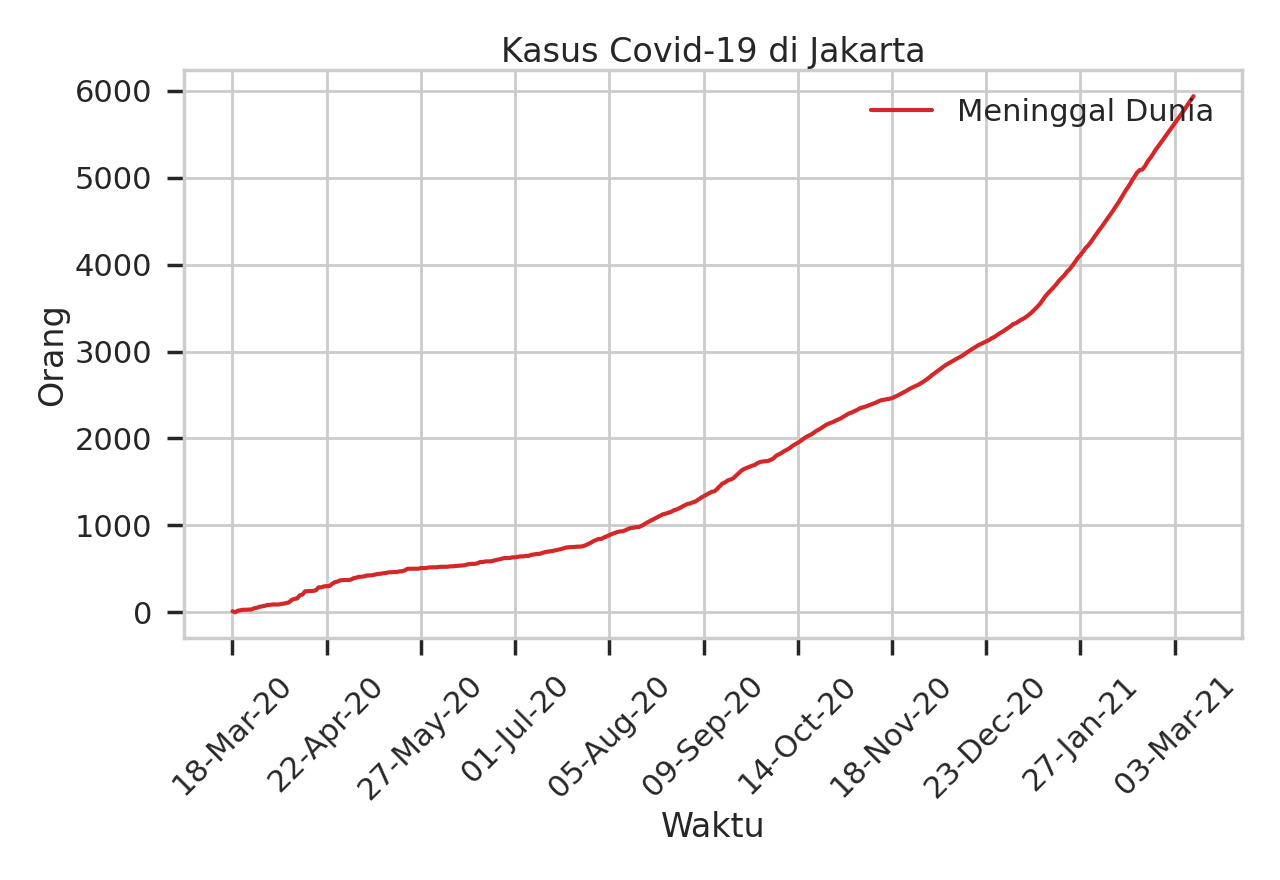 Kasus Covid-19 di Jakarta
Meninggal Dunia
Orang
6000
5000
4000
3000
2000
1000
0
18-Mar-20
22-Apr-20
27-May-20
01-Jul-20
05-Aug-20
09-Sep-20
14-Oct-20
18-Nov-20
23-Dec-20
27-Jan-21
03-Mar-21
Waktu